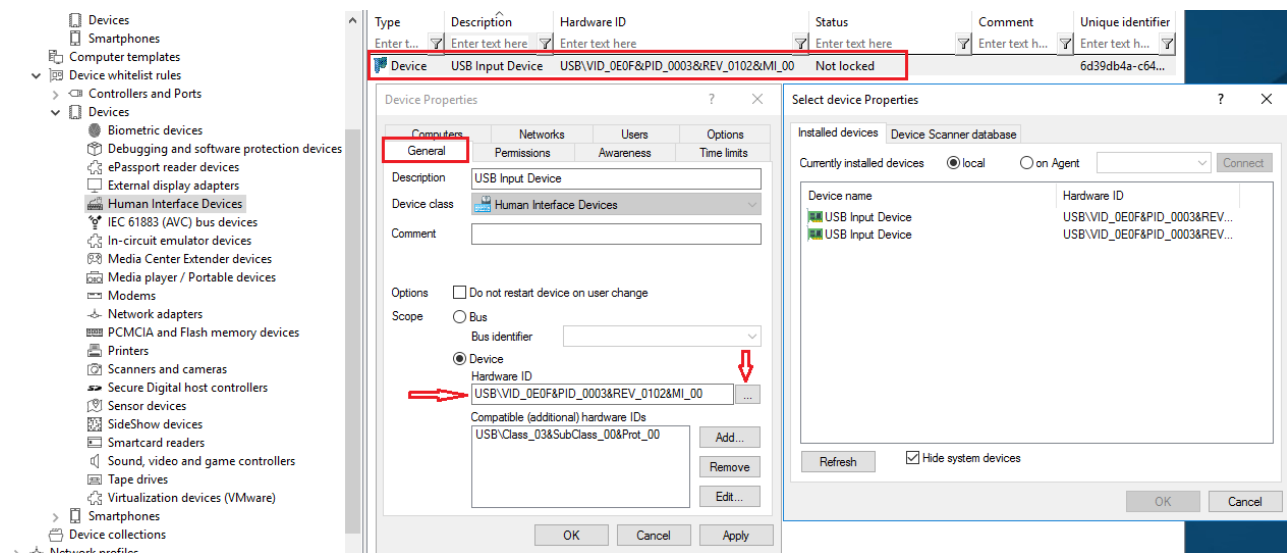 Devices
Smartphones
Computer templates
Device whitelist rules
Controllers and Ports
Devices
Biometric devices
Debugging and software protection devices
ePassport reader devices
External display adapters
Human Interface Devices
IEC 61883 (AVC) bus devices
In-circuit emulator devices
Media Center Extender devices
Media player / Portable devices
Modems
Network adapters
PCMCIA and Flash memory devices
Printers
Scanners and cameras
Secure Digital host controllers
Sensor devices
SideShow devices
Smartcard readers
Sound, video and game controllers
Tape drives
Virtualization devices (VMware)
Smartphones
Device collections
Network profiles
Type Description Hardware ID Status Comment Unique identifier
Enter t... Enter text here Enter text here Enter text here Enter text h... Enter text h...
Device USB Input Device USB\VID_0E0F&PID_0003&REV_0102&MI_00 Not locked 6d39db4a-c64...
Device Properties ? ×
Computers Networks Users Options
General Permissions Awareness Time limits
Description USB Input Device
Device class Human Interface Devices
Comment
Options Do not restart device on user change
Scope Bus
Bus identifier
Device
Hardware ID
USB\VID_0E0F&PID_0003&REV_0102&MI_00 ...
Compatible (additional) hardware IDs
USB\Class_03&SubClass_00&Prot_00
Add...
Remove
Edit...
OK Cancel Apply
Select device Properties ? ×
Installed devices Device Scanner database
Currently installed devices local on Agent Connect
Device name Hardware ID
USB Input Device USB\VID_0E0F&PID_0003&REV...
USB Input Device USB\VID_0E0F&PID_0003&REV...
Refresh Hide system devices
OK Cancel